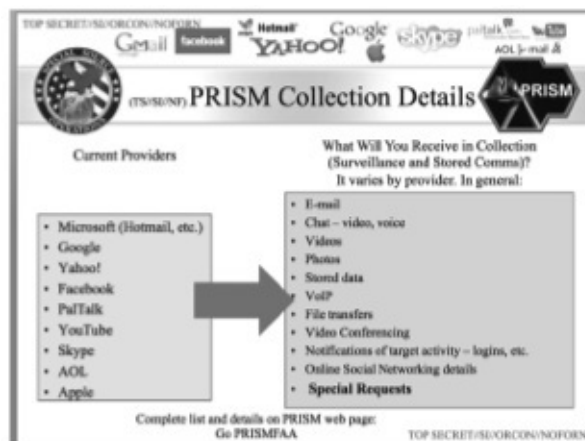 TOP SECRET//SI//ORCON//NOFORN
Gmail facebook Hotmail YAHOO! Google skype paltalk.com YouTube
AOL mail
(TS//SI//NF) PRISM Collection Details
PRISM
Current Providers
What Will You Receive in Collection
(Surveillance and Stored Comms)?
It varies by provider. In general:
• Microsoft (Hotmail, etc.)
• Google
• Yahoo!
• Facebook
• PalTalk
• YouTube
• Skype
• AOL
• Apple
• E-mail
• Chat – video, voice
• Videos
• Photos
• Stored data
• VoIP
• File transfers
• Video Conferencing
• Notifications of target activity – logins, etc.
• Online Social Networking details
• Special Requests
Complete list and details on PRISM web page:
Go PRISMFAA
TOP SECRET//SI//ORCON//NOFORN